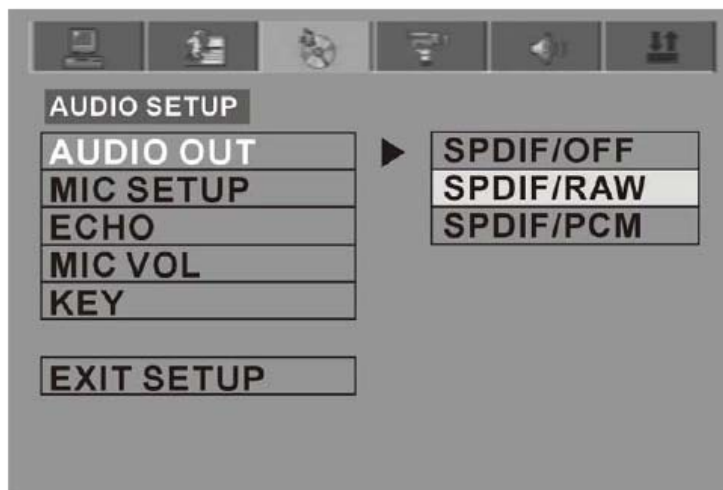 AUDIO SETUP
AUDIO OUT
MIC SETUP
ECHO
MIC VOL
KEY
EXIT SETUP
SPDIF/OFF
SPDIF/RAW
SPDIF/PCM